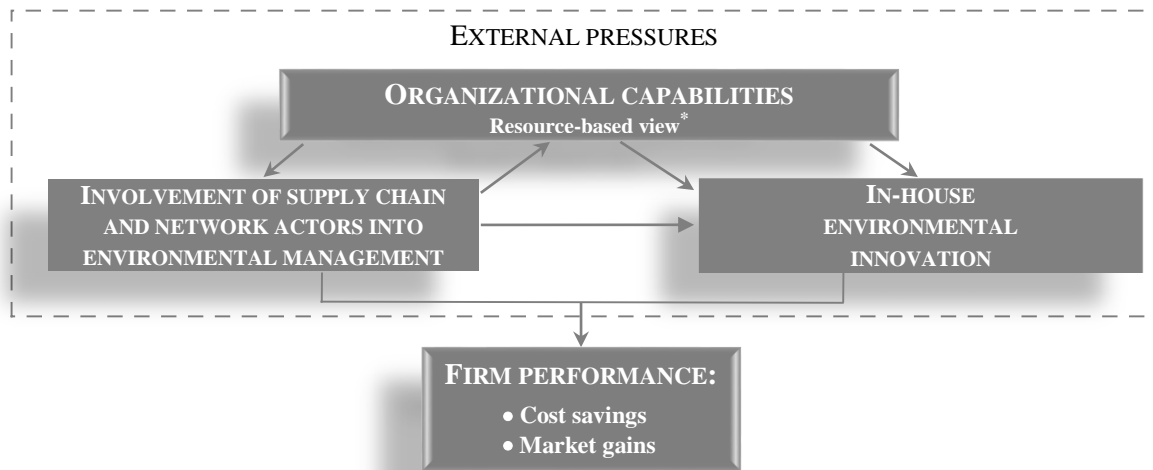 EXTERNAL PRESSURES
ORGANIZATIONAL CAPABILITIES
Resource-based view*
INVOLVEMENT OF SUPPLY CHAIN
AND NETWORK ACTORS INTO
ENVIRONMENTAL MANAGEMENT
IN-HOUSE
ENVIRONMENTAL
INNOVATION
FIRM PERFORMANCE:
• Cost savings
• Market gains